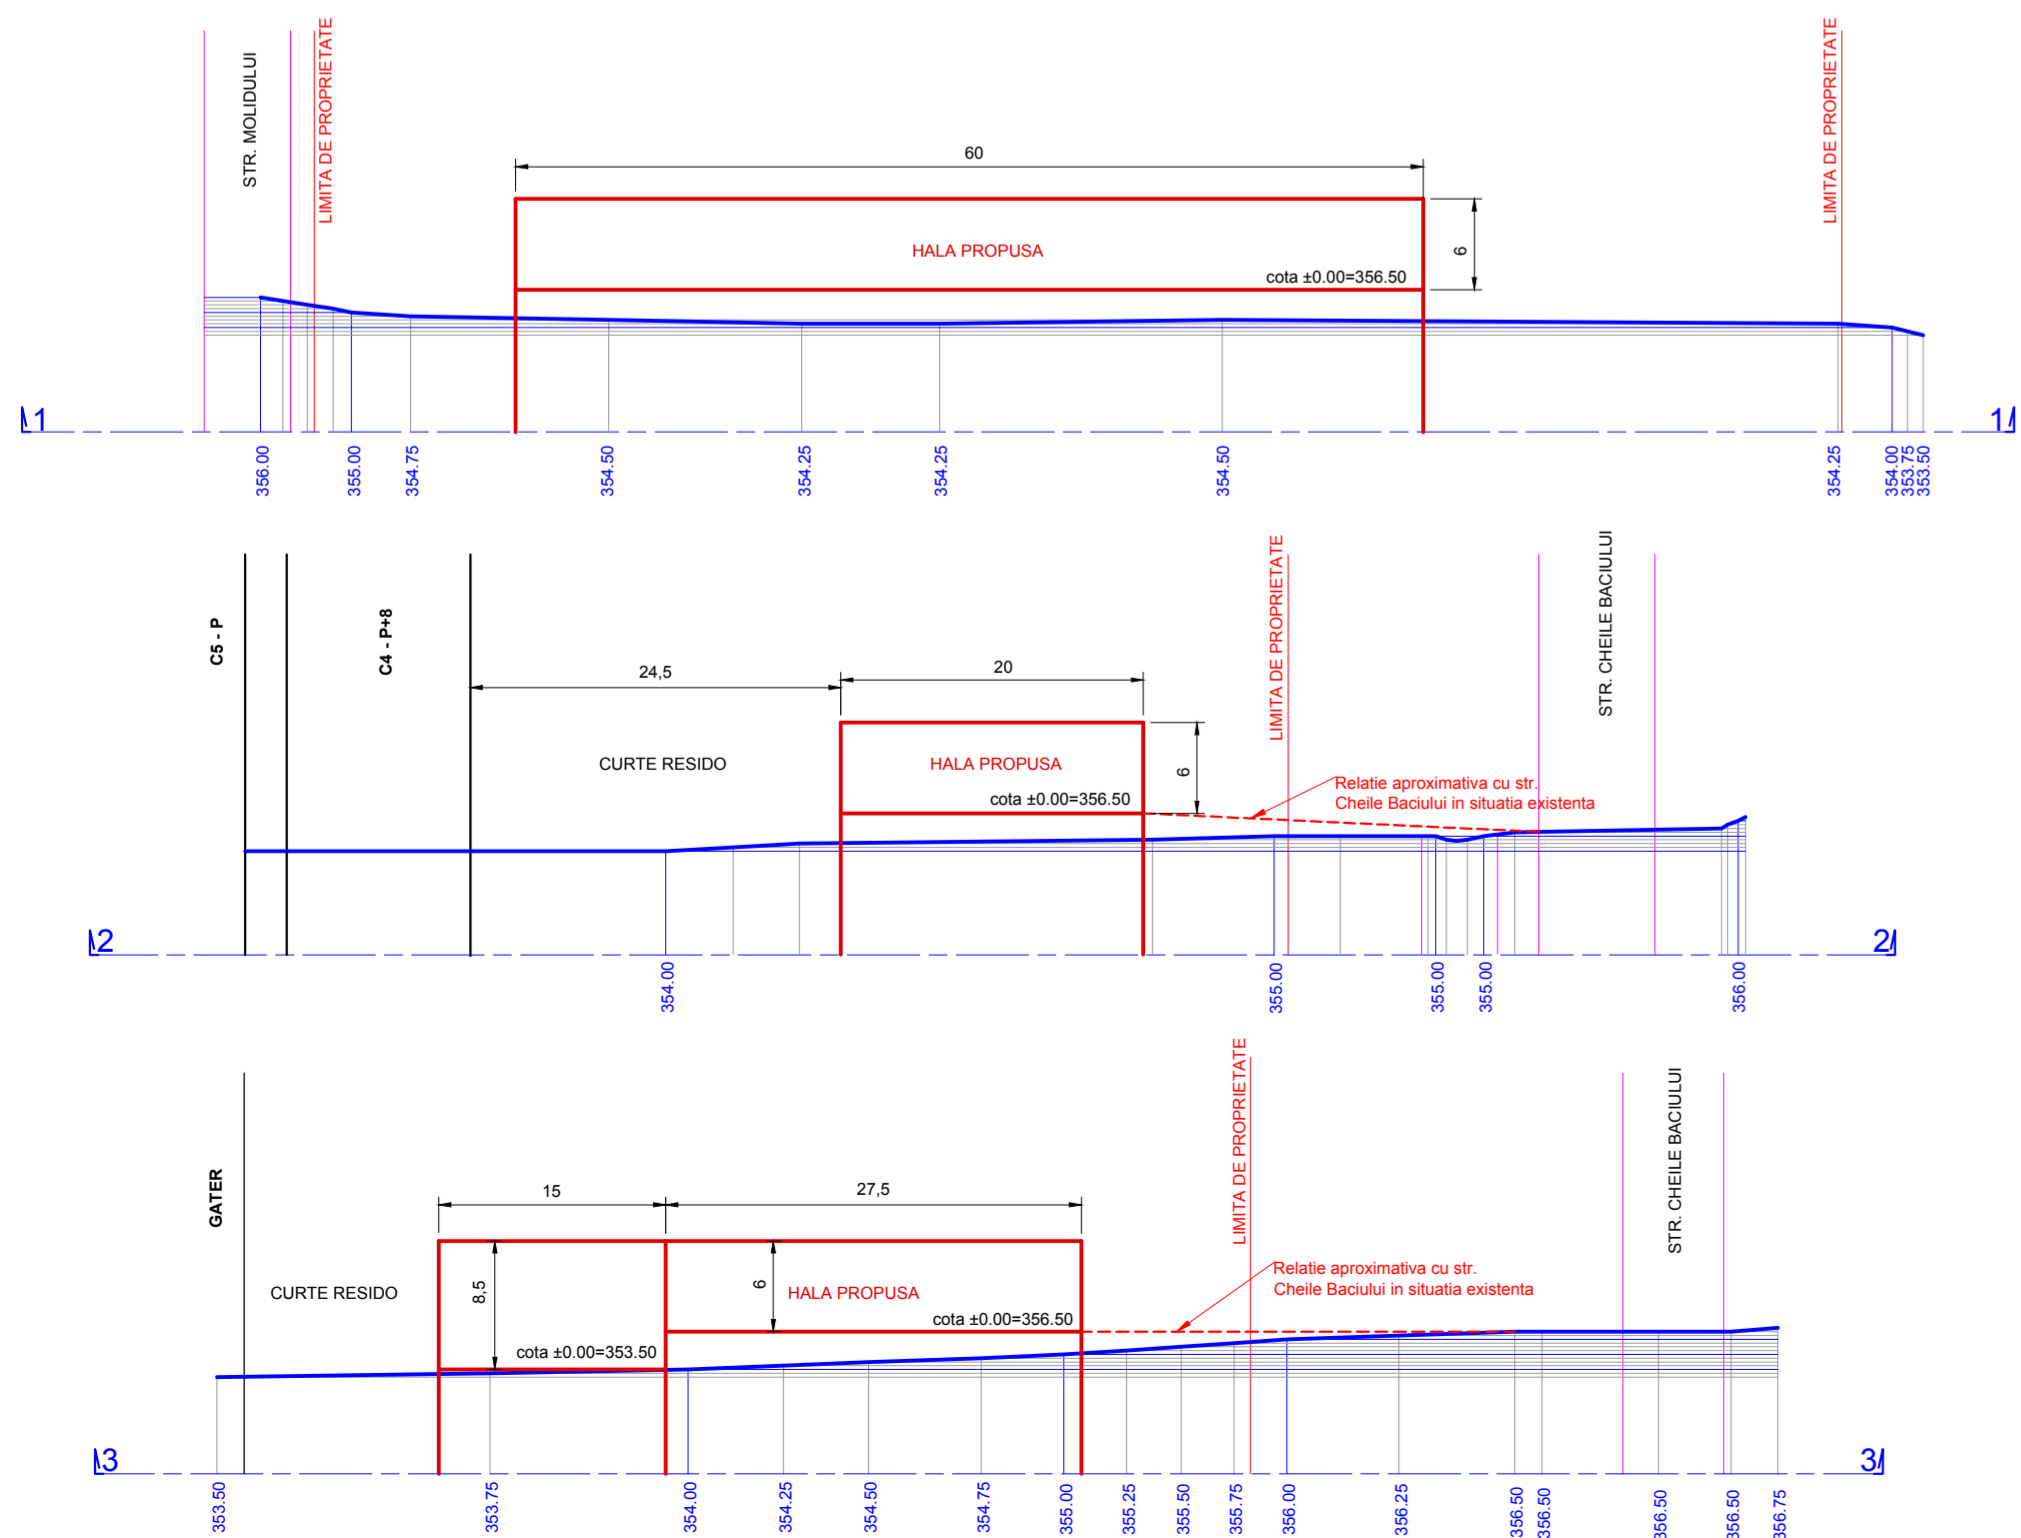 STR. MOLIDULUI
LIMITA DE PROPRIETATE
LIMITA DE PROPRIETATE
60
HALA PROPUSA
6
cota ±0.00=356.50
1
1
356.00
355.00
354.75
354.50
354.25
354.25
354.50
354.25
354.00
353.75
353.50
C5 - P
C4 - P+8
24,5
20
LIMITA DE PROPRIETATE
STR. CHEILE BACIULUI
CURTE RESIDO
HALA PROPUSA
6
cota ±0.00=356.50
Relatie aproximativa cu str.
Cheile Baciului in situatia existenta
2
2
354.00
355.00
355.00
355.00
356.00
GATER
15
27,5
LIMITA DE PROPRIETATE
STR. CHEILE BACIULUI
CURTE RESIDO
8,5
6
HALA PROPUSA
cota ±0.00=356.50
cota ±0.00=353.50
Relatie aproximativa cu str.
Cheile Baciului in situatia existenta
3
3
353.50
353.75
354.00
354.25
354.50
354.75
355.00
355.25
355.50
355.75
356.00
356.25
356.50
356.50
356.50
356.50
356.75